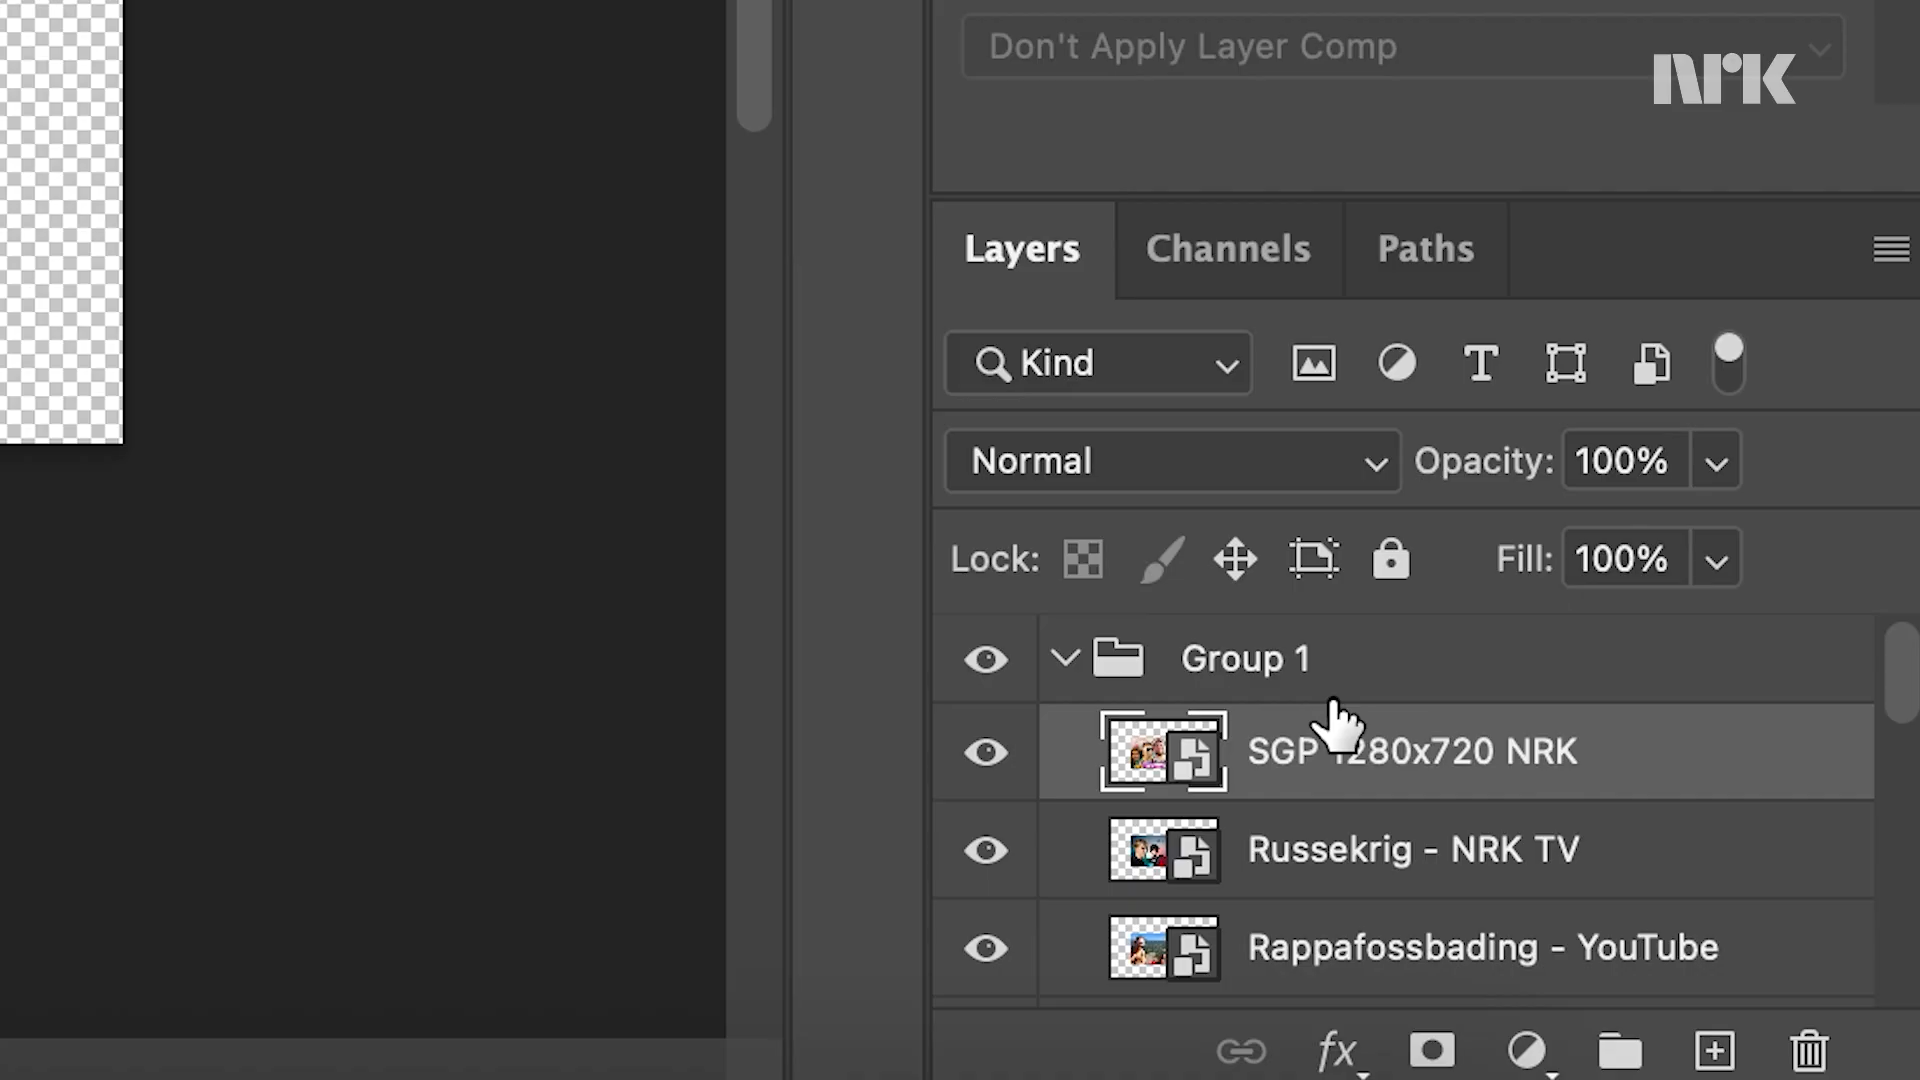 Don't Apply Layer Comp
NRK
Layers Channels Paths
Kind
T
Normal Opacity: 100%
Lock: Fill: 100%
Group 1
SGP 1280x720 NRK
Russekrig - NRK TV
Rappafossbading - YouTube
fx